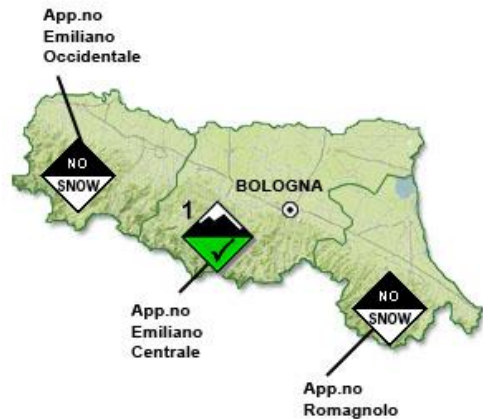 App.no
Emiliano
Occidentale
NO
SNOW
BOLOGNA
1
App.no
Emiliano
Centrale
NO
SNOW
App.no
Romagnolo